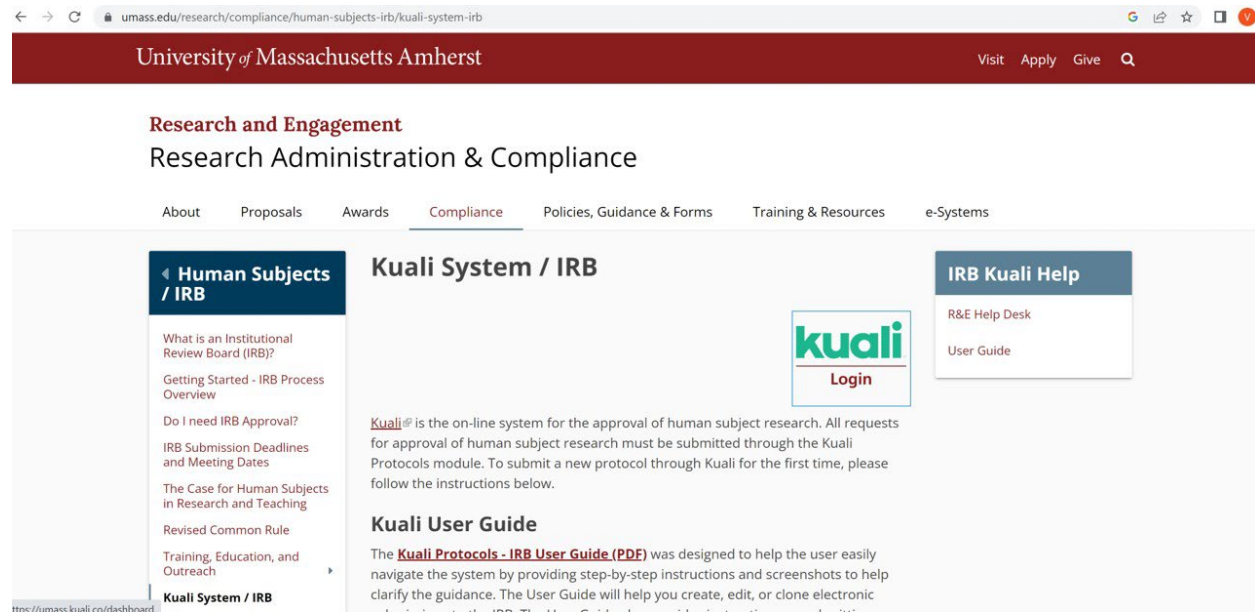 umass.edu/research/compliance/human-subjects-irb/kuali-system-irb
G
V
University of Massachusetts Amherst
Visit Apply Give
Research and Engagement
Research Administration & Compliance
About Proposals Awards Compliance Policies, Guidance & Forms Training & Resources e-Systems
Human Subjects
/ IRB
What is an Institutional
Review Board (IRB)?
Getting Started - IRB Process
Overview
Do I need IRB Approval?
IRB Submission Deadlines
and Meeting Dates
The Case for Human Subjects
in Research and Teaching
Revised Common Rule
Training, Education, and
Outreach
Kuali System / IRB
Kuali System / IRB
kuali
Login
Kuali is the on-line system for the approval of human subject research. All requests
for approval of human subject research must be submitted through the Kuali
Protocols module. To submit a new protocol through Kuali for the first time, please
follow the instructions below.
Kuali User Guide
The Kuali Protocols - IRB User Guide (PDF) was designed to help the user easily
navigate the system by providing step-by-step instructions and screenshots to help
clarify the guidance. The User Guide will help you create, edit, or clone electronic
IRB Kuali Help
R&E Help Desk
User Guide
ttps://umass.kuali.co/dashboard